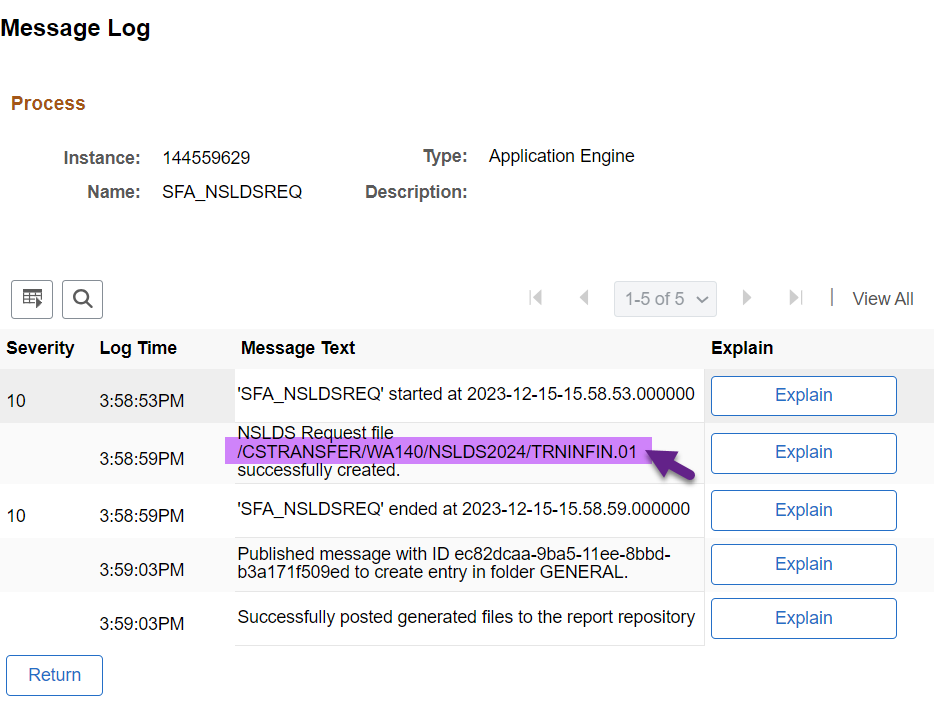 Message Log
Process
Instance: 144559629 Type: Application Engine
Name: SFA_NSLDSREQ Description:
1-5 of 5 | View All
Severity Log Time Message Text Explain
10 3:58:53PM 'SFA_NSLDSREQ' started at 2023-12-15-15.58.53.000000 Explain
NSLDS Request file
3:58:59PM /CSTRANSFER/WA140/NSLDS2024/TRNINFIN.01 Explain
successfully created.
10 3:58:59PM 'SFA_NSLDSREQ' ended at 2023-12-15-15.58.59.000000 Explain
Published message with ID ec82dcaa-9ba5-11ee-8bbd-
3:59:03PM b3a171f509ed to create entry in folder GENERAL. Explain
3:59:03PM Successfully posted generated files to the report repository Explain
Return